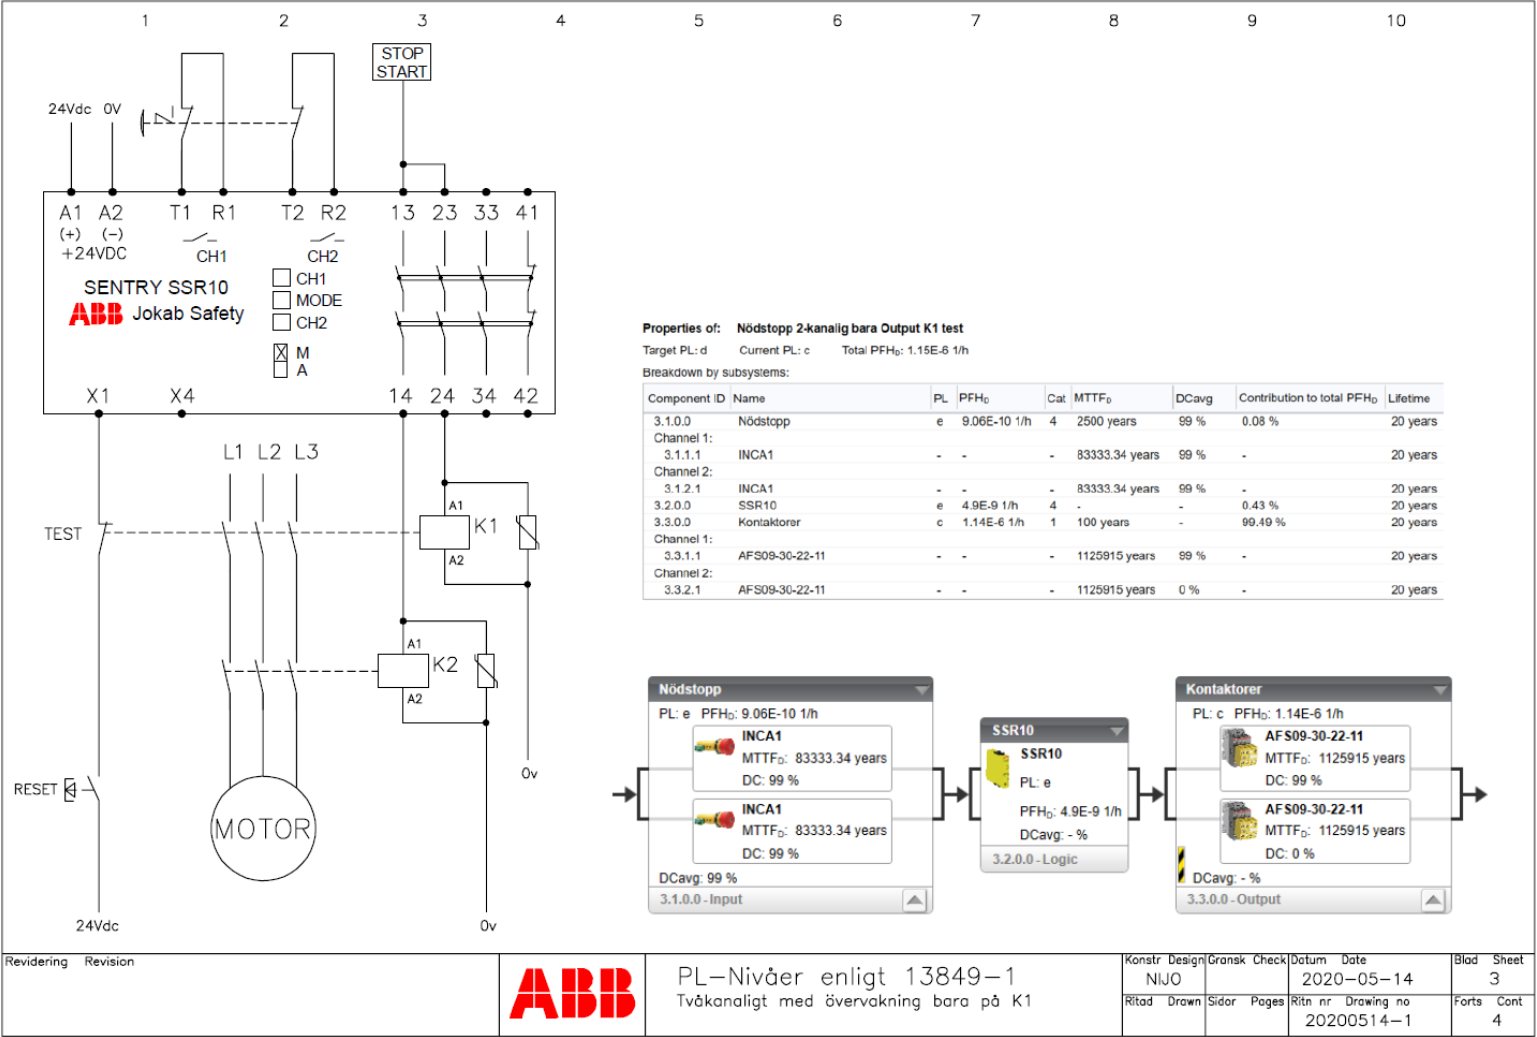 1 2 3 4 5 6 7 8 9 10
STOP
START
24Vdc 0V
A1 A2 T1 R1 T2 R2 13 23 33 41
(+) (-)
+24VDC
CH1 CH2
SENTRY SSR10
ABB Jokab Safety
CH1
MODE
CH2
X M
A
X1 X4 14 24 34 42
L1 L2 L3
A1
K1
A2
TEST
A1
K2
A2
0v
RESET
MOTOR
24Vdc
0v
Properties of: Nödstopp 2-kanalig bara Output K1 test
Target PL: d Current PL: c Total PFHD: 1.15E-6 1/h
Breakdown by subsystems:
Component ID Name PL PFHD Cat MTTFD DCavg Contribution to total PFHD Lifetime
3.1.0.0 Nödstopp e 9.06E-10 1/h 4 2500 years 99 % 0.08 % 20 years
Channel 1:
3.1.1.1 INCA1 - - - 83333.34 years 99 % - 20 years
Channel 2:
3.1.2.1 INCA1 - - - 83333.34 years 99 % - 20 years
3.2.0.0 SSR10 e 4.9E-9 1/h 4 - - 0.43 % 20 years
3.3.0.0 Kontaktorer c 1.14E-6 1/h 1 100 years - 99.49 % 20 years
Channel 1:
3.3.1.1 AFS09-30-22-11 - - - 1125915 years 99 % - 20 years
Channel 2:
3.3.2.1 AFS09-30-22-11 - - - 1125915 years 0 % - 20 years
Nödstopp
PL: e PFHD: 9.06E-10 1/h
INCA1
MTTFD: 83333.34 years
DC: 99 %
INCA1
MTTFD: 83333.34 years
DC: 99 %
DCavg: 99 %
3.1.0.0 - Input
SSR10
SSR10
PL: e
PFHD: 4.9E-9 1/h
DCavg: - %
3.2.0.0 - Logic
Kontaktorer
PL: c PFHD: 1.14E-6 1/h
AFS09-30-22-11
MTTFD: 1125915 years
DC: 99 %
AFS09-30-22-11
MTTFD: 1125915 years
DC: 0 %
DCavg: - %
3.3.0.0 - Output
Revidering Revision
ABB
PL-Nivåer enligt 13849-1
Tvåkanaligt med övervakning bara på K1
Konstr Design Gransk Check Datum Date Blad Sheet
NIJO 2020-05-14 3
Ritad Drawn Sidor Pages Ritn nr Drawing no Forts Cont
20200514-1 4